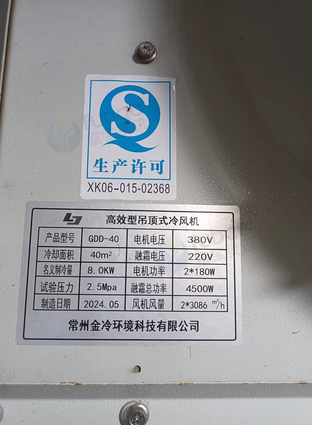 生产许可
XK06-015-02368
高效型吊顶式冷风机
产品型号 GDD-40 电机电压 380V
冷却面积 40m² 融霜电压 220V
名义制冷量 8.0KW 电机功率 2*180W
试验压力 2.5Mpa 融霜总功率 4500W
制造日期 2024.05 风机风量 2*3086 m³/h
常州金冷环境科技有限公司